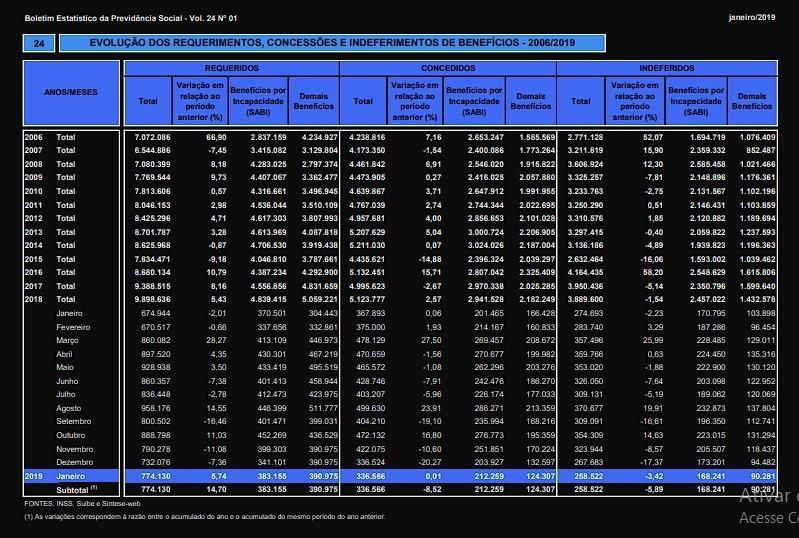 Boletim Estatístico da Previdência Social - Vol. 24 Nº 01 janeiro/2019
24 EVOLUÇÃO DOS REQUERIMENTOS, CONCESSÕES E INDEFERIMENTOS DE BENEFÍCIOS - 2006/2019
ANOS/MESES REQUERIDOS CONCEDIDOS INDEFERIDOS
Total Variação em relação ao período anterior (%) Benefícios por Incapacidade (SABI) Demais Benefícios Total Variação em relação ao período anterior (%) Benefícios por Incapacidade (SABI) Demais Benefícios Total Variação em relação ao período anterior (%) Benefícios por Incapacidade (SABI) Demais Benefícios
2006 Total 7.072.086 66,90 2.837.159 4.234.927 4.238.816 7,16 2.653.247 1.585.569 2.771.128 52,07 1.694.719 1.076.409
2007 Total 6.544.886 -7,45 3.415.082 3.129.804 4.173.350 -1,54 2.400.086 1.773.264 3.211.819 15,90 2.359.332 852.487
2008 Total 7.080.399 8,18 4.283.025 2.797.374 4.461.842 6,91 2.546.020 1.915.822 3.606.924 12,30 2.585.458 1.021.466
2009 Total 7.769.544 9,73 4.407.067 3.362.477 4.473.905 0,27 2.416.025 2.057.880 3.325.257 -7,81 2.148.896 1.176.361
2010 Total 7.813.606 0,57 4.316.661 3.496.945 4.639.867 3,71 2.647.912 1.991.955 3.233.763 -2,75 2.131.567 1.102.196
2011 Total 8.046.153 2,98 4.536.044 3.510.109 4.767.039 2,74 2.744.344 2.022.695 3.250.290 0,51 2.146.431 1.103.859
2012 Total 8.425.296 4,71 4.617.303 3.807.993 4.957.681 4,00 2.856.653 2.101.028 3.310.576 1,85 2.120.882 1.189.694
2013 Total 8.701.787 3,28 4.613.969 4.087.818 5.207.629 5,04 3.000.724 2.206.905 3.297.415 -0,40 2.059.822 1.237.593
2014 Total 8.625.968 -0,87 4.706.530 3.919.438 5.211.030 0,07 3.024.026 2.187.004 3.136.186 -4,89 1.939.823 1.196.363
2015 Total 7.834.471 -9,18 4.046.810 3.787.661 4.435.621 -14,88 2.396.324 2.039.297 2.632.464 -16,06 1.593.002 1.039.462
2016 Total 8.680.134 10,79 4.387.234 4.292.900 5.132.451 15,71 2.807.042 2.325.409 4.164.435 58,20 2.548.629 1.615.806
2017 Total 9.388.515 8,16 4.556.856 4.831.659 4.995.623 -2,67 2.970.338 2.025.285 3.950.436 -5,14 2.350.796 1.599.640
2018 Total 9.898.636 5,43 4.839.415 5.059.221 5.123.777 2,57 2.941.528 2.182.249 3.889.600 -1,54 2.457.022 1.432.578
Janeiro 674.944 -2,01 370.501 304.443 367.893 0,06 201.465 166.428 274.693 -2,23 170.795 103.898
Fevereiro 670.517 -0,66 337.656 332.861 375.000 1,93 214.167 160.833 283.740 3,29 187.286 96.454
Março 860.082 28,27 413.109 446.973 478.129 27,50 269.457 208.672 357.496 25,99 228.485 129.011
Abril 897.520 4,35 430.301 467.219 470.659 -1,56 270.677 199.982 359.766 0,63 224.450 135.316
Maio 928.938 3,50 433.419 495.519 465.572 -1,08 262.296 203.276 353.020 -1,88 222.900 130.120
Junho 860.357 -7,38 401.413 458.944 428.746 -7,91 242.476 186.270 326.050 -7,64 203.098 122.952
Julho 836.448 -2,78 412.473 423.975 403.207 -5,96 226.174 177.033 309.131 -5,19 189.062 120.069
Agosto 958.176 14,55 446.399 511.777 499.630 23,91 286.271 213.359 370.677 19,91 232.873 137.804
Setembro 800.502 -16,46 401.471 399.031 404.210 -19,10 235.994 168.216 309.091 -16,61 196.350 112.741
Outubro 888.798 11,03 452.269 436.529 472.132 16,80 276.773 195.359 354.309 14,63 223.015 131.294
Novembro 790.278 -11,08 399.303 390.975 422.075 -10,60 251.851 170.224 323.944 -8,57 205.507 118.437
Dezembro 732.076 -7,36 341.101 390.975 336.524 -20,27 203.927 132.597 267.683 -17,37 173.201 94.482
2019 Janeiro 774.130 5,74 383.155 390.975 336.566 0,01 212.259 124.307 258.522 -3,42 168.241 90.281
Subtotal (1) 774.130 14,70 383.155 390.975 336.566 -8,52 212.259 124.307 258.522 -5,89 168.241 90.281
FONTES: INSS, Suibe e Síntese-web
(1) As variações correspondem à razão entre o acumulado do ano e o acumulado do mesmo período do ano anterior.
Ativar
Acesse